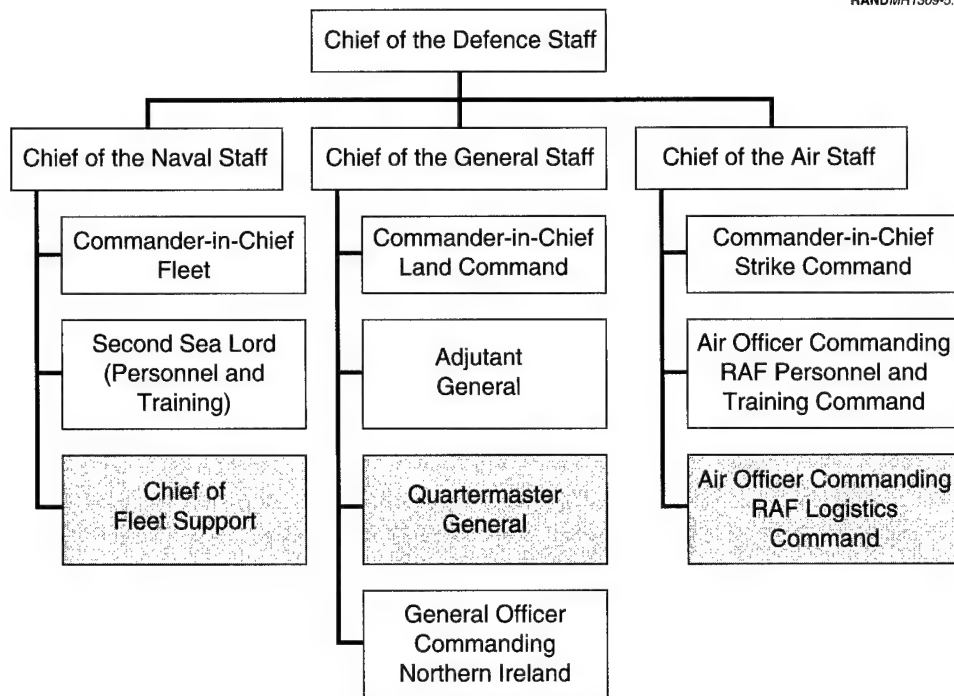 Chief of the Defence Staff
Chief of the Naval Staff
Chief of the General Staff
Chief of the Air Staff
Commander-in-Chief
Fleet
Commander-in-Chief
Land Command
Commander-in-Chief
Strike Command
Second Sea Lord
(Personnel and
Training)
Adjutant
General
Air Officer Commanding
RAF Personnel and
Training Command
Chief of
Fleet Support
Quartermaster
General
Air Officer Commanding
RAF Logistics
Command
General Officer
Commanding
Northern Ireland